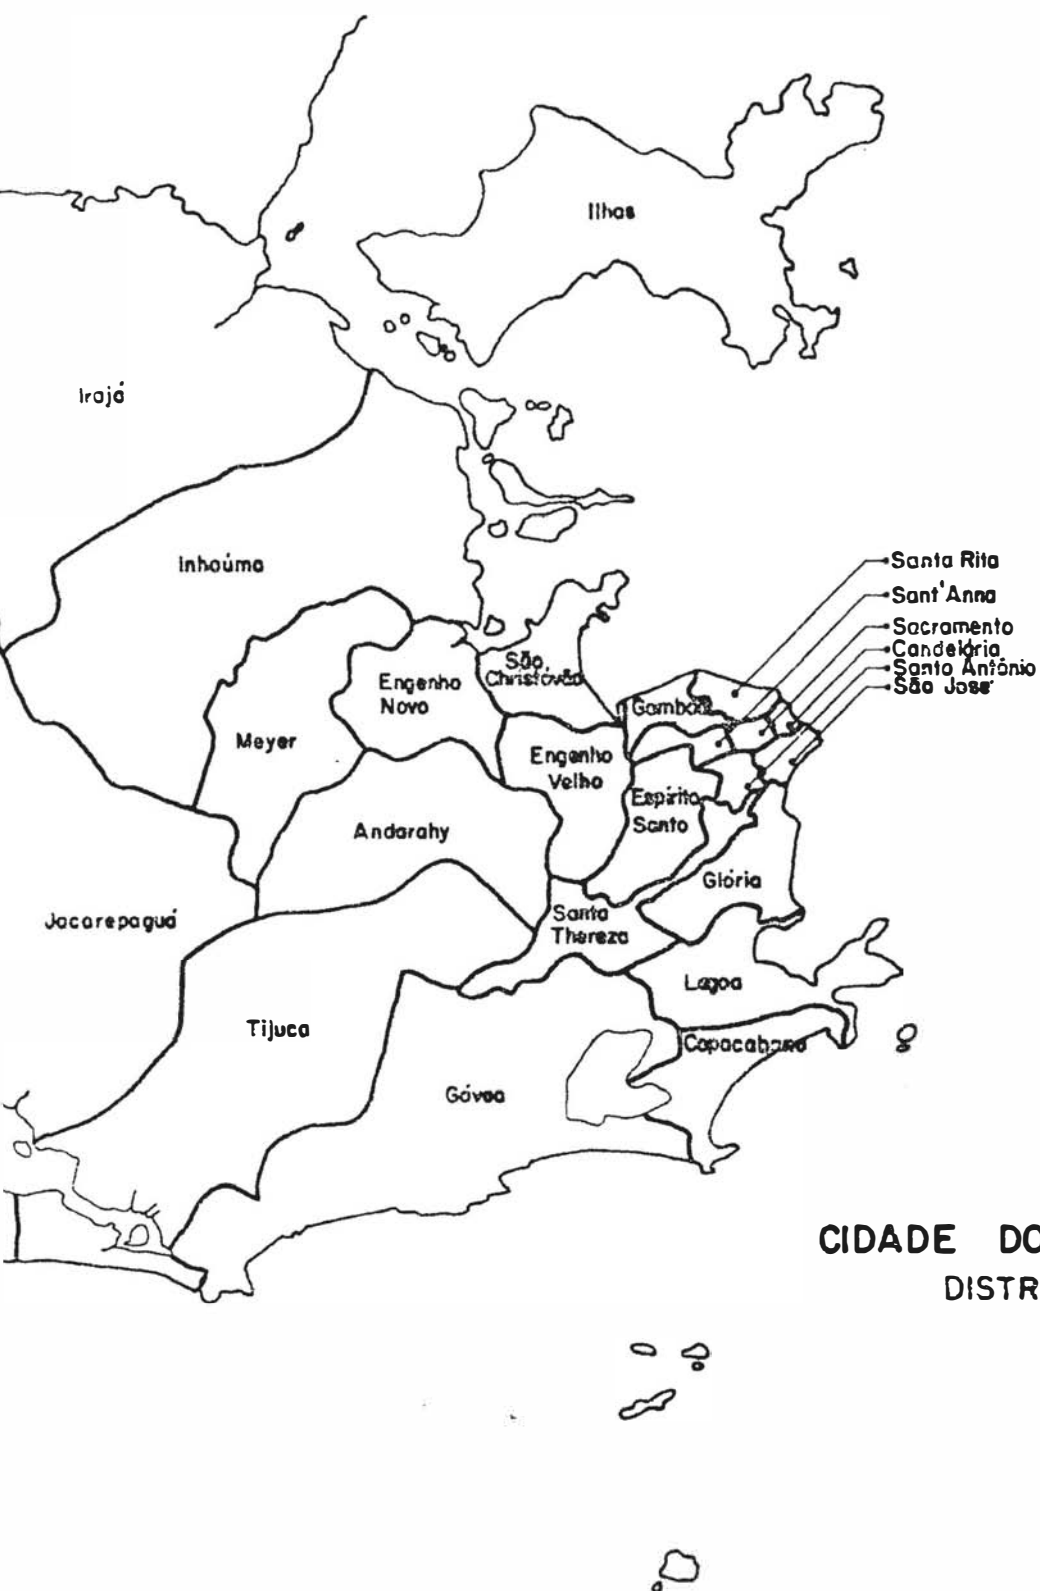 Ilhas
Irajá
Inhaúma
Santa Rita
Sant'Anna
Sacramento
Candelária
Santo Antônio
São José
São
Christóvão
Engenho
Novo
Gamboa
Meyer
Engenho
Velho
Espírito
Santo
Andarahy
Glória
Jacarepaguá
Santa
Thereza
Lagoa
Tijuca
Copacabana
Gávea
CIDADE DO
DISTR